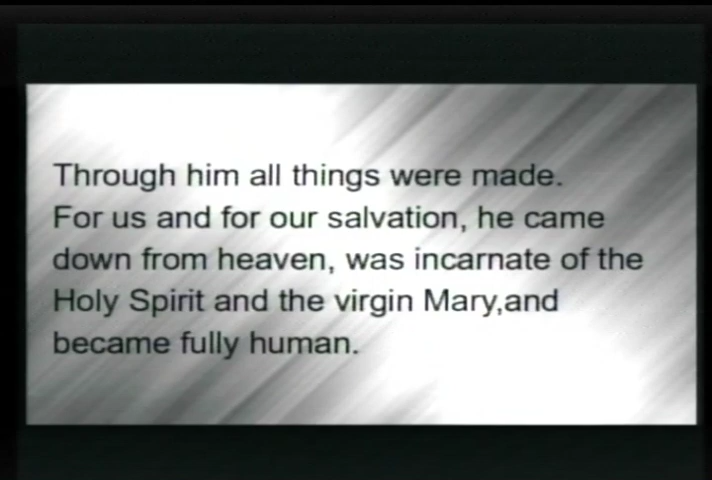 Through him all things were made.
For us and for our salvation, he came
down from heaven, was incarnate of the
Holy Spirit and the virgin Mary,and
became fully human.